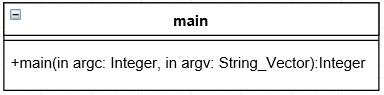 main
+main(in argc: Integer, in argv: String_Vector):Integer